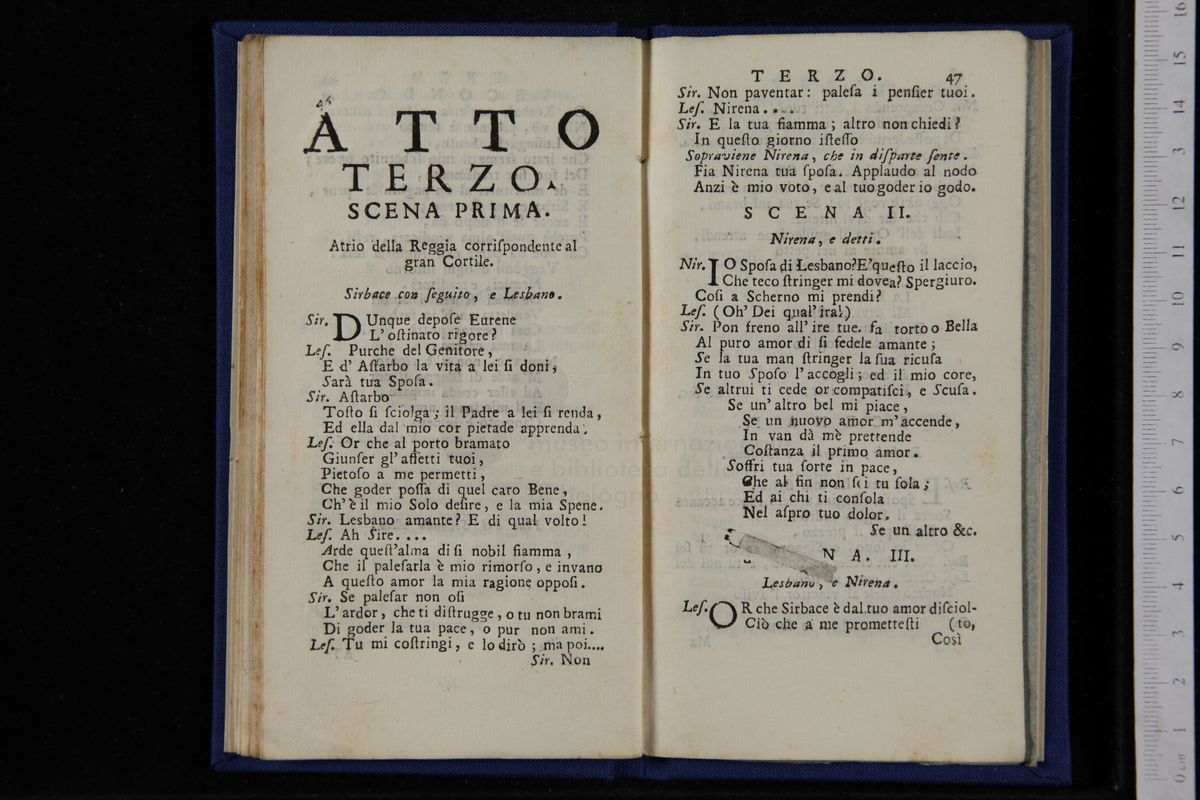 46
ATTO
TERZO.
SCENA PRIMA.
Atrio della Reggia corriſpondente al
gran Cortile.
Sirbace con ſeguito, e Lesbano.
Sir. DUnque depoſe Eurene
L' oſtinato rigore?
Leſ. Purche del Genitore,
E d' Aſtarbo la vita a lei ſi doni,
Sarà tua Spoſa.
Sir. Aſtarbo
Toſto ſi ſciolga; il Padre a lei ſi renda,
Ed ella dal mio cor pietade apprenda.
Leſ. Or che al porto bramato
Giunſer gl' affetti tuoi,
Pietoſo a me permetti,
Che goder poſſa di quel caro Bene,
Ch' è il mio Solo deſire, e la mia Spene.
Sir. Lesbano amante? E di qual volto!
Leſ. Ah Sire....
Arde queſt'alma di ſi nobil fiamma,
Che il paleſarla è mio rimorſo, e invano
A queſto amor la mia ragione oppoſi.
Sir. Se paleſar non oſi
L' ardor, che ti diſtrugge, o tu non brami
Di goder la tua pace, o pur non ami.
Leſ. Tu mi coſtringi, e lo dirò; ma poi....
Sir. Non
TERZO. 47
Sir. Non paventar: paleſa i penſier tuoi.
Leſ. Nirena....
Sir. E la tua fiamma; altro non chiedi?
In queſto giorno iſteſſo
Sopraviene Nirena, che in diſparte ſente.
Fia Nirena tua ſpoſa. Applaudo al nodo
Anzi è mio voto, e al tuo goder io godo.
SCENA II.
Nirena, e detti.
Nir. IO Spoſa di Lesbano? E'queſto il laccio,
Che teco ſtringer mi dovea? Spergiuro.
Coſi a Scherno mi prendi?
Leſ. (Oh' Dei qual' ira!)
Sir. Pon freno all' ire tue. fa torto o Bella
Al puro amor di ſi fedele amante;
Se la tua man ſtringer la ſua ricuſa
In tuo Spoſo l' accogli; ed il mio core,
Se altrui ti cede or compatiſci, e Scuſa.
Se un' altro bel mi piace,
Se un nuovo amor m' accende,
In van dà mè prettende
Coſtanza il primo amor.
Soffri tua ſorte in pace,
Che al fin non ſei tu ſola;
Ed ai chi ti conſola
Nel aſpro tuo dolor.
Se un altro &c.
NA. III.
Lesbano, e Nirena.
Leſ. OR che Sirbace è dal tuo amor diſciol-
Ciò che a me prometteſti (to,
Così